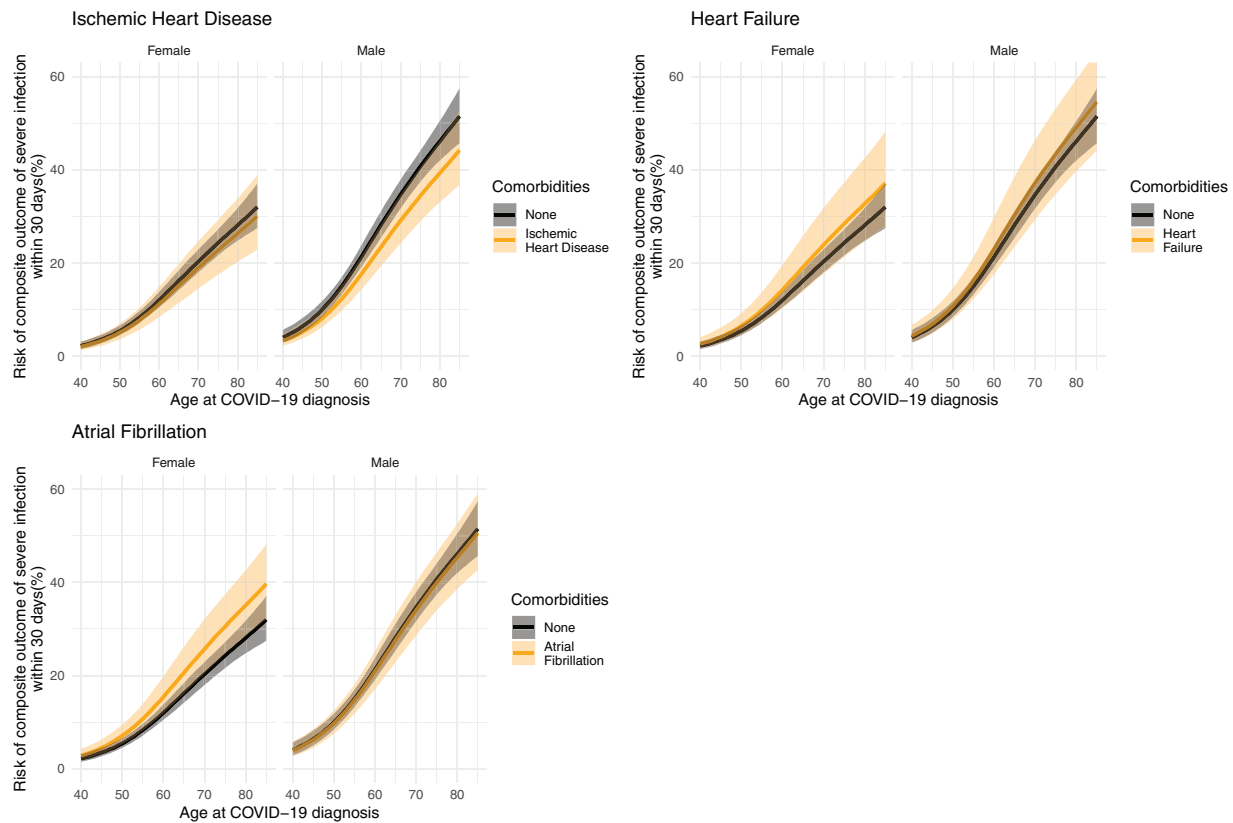 Ischemic Heart Disease
Female
Male
Risk of composite outcome of severe infection
within 30 days(%)
60
40
20
0
40 50 60 70 80
40 50 60 70 80
Age at COVID−19 diagnosis
Comorbidities
None
Ischemic
Heart Disease
Heart Failure
Female
Male
Risk of composite outcome of severe infection
within 30 days(%)
60
40
20
0
40 50 60 70 80
40 50 60 70 80
Age at COVID−19 diagnosis
Comorbidities
None
Heart
Failure
Atrial Fibrillation
Female
Male
Risk of composite outcome of severe infection
within 30 days(%)
60
40
20
0
40 50 60 70 80
40 50 60 70 80
Age at COVID−19 diagnosis
Comorbidities
None
Atrial
Fibrillation